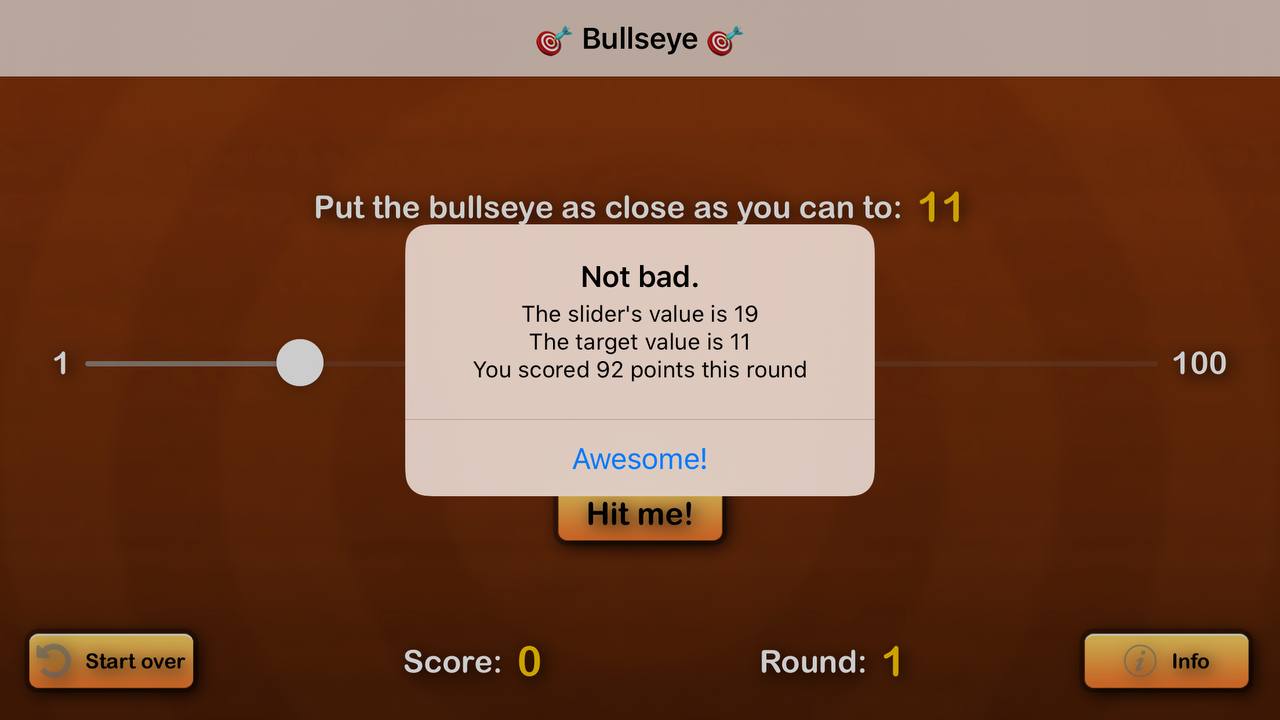 🎯 Bullseye 🎯
Put the bullseye as close as you can to: 11
Not bad.
The slider's value is 19
The target value is 11
You scored 92 points this round
1
100
Awesome!
Hit me!
Start over
Score: 0
Round: 1
Info